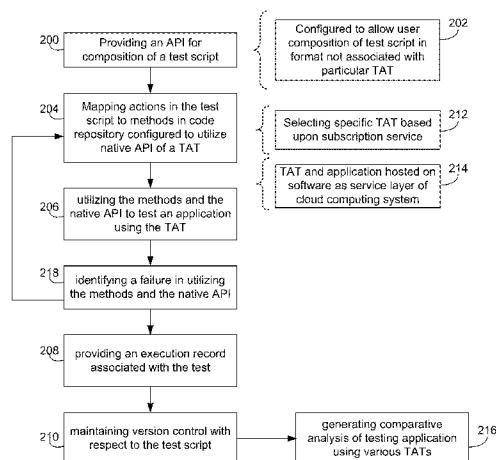 200
Providing an API for
composition of a test script
Configured to allow user
composition of test script in
format not associated with
particular TAT
202
204
Mapping actions in the test
script to methods in code
repository configured to utilize
native API of a TAT
Selecting specific TAT based
upon subscription service
212
TAT and application hosted on
software as service layer of
cloud computing system
214
206
utilizing the methods and the
native API to test an application
using the TAT
218
identifying a failure in utilizing
the methods and the native API
208
providing an execution record
associated with the test
210
maintaining version control with
respect to the test script
generating comparative
analysis of testing application
using various TATs
216